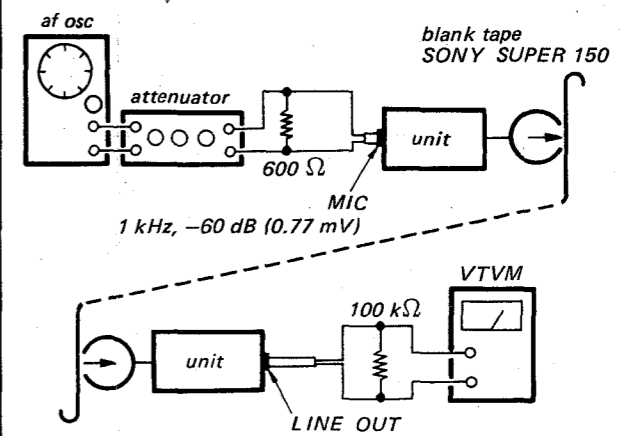 af osc
blank tape
SONY SUPER 150
attenuator
unit
600 Ω
MIC
1 kHz, −60 dB (0.77 mV)
VTVM
100 kΩ
unit
LINE OUT